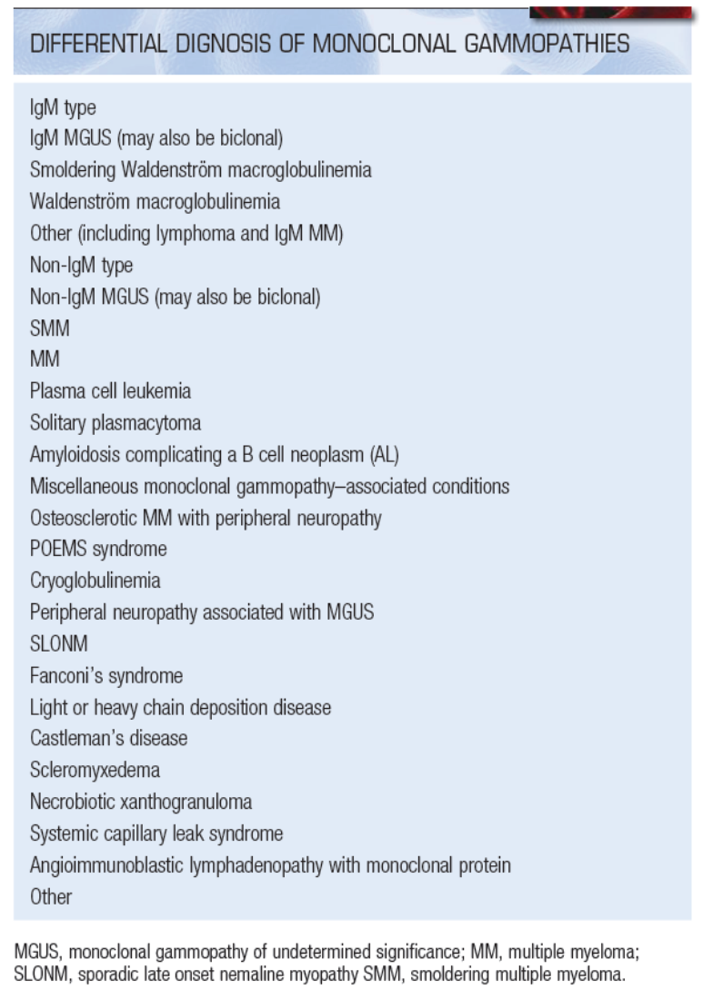 DIFFERENTIAL DIGNOSIS OF MONOCLONAL GAMMOPATHIES
IgM type
IgM MGUS (may also be biclonal)
Smoldering Waldenström macroglobulinemia
Waldenström macroglobulinemia
Other (including lymphoma and IgM MM)
Non-IgM type
Non-IgM MGUS (may also be biclonal)
SMM
MM
Plasma cell leukemia
Solitary plasmacytoma
Amyloidosis complicating a B cell neoplasm (AL)
Miscellaneous monoclonal gammopathy–associated conditions
Osteosclerotic MM with peripheral neuropathy
POEMS syndrome
Cryoglobulinemia
Peripheral neuropathy associated with MGUS
SLONM
Fanconi’s syndrome
Light or heavy chain deposition disease
Castleman’s disease
Scleromyxedema
Necrobiotic xanthogranuloma
Systemic capillary leak syndrome
Angioimmunoblastic lymphadenopathy with monoclonal protein
Other
MGUS, monoclonal gammopathy of undetermined significance; MM, multiple myeloma;
SLONM, sporadic late onset nemaline myopathy SMM, smoldering multiple myeloma.